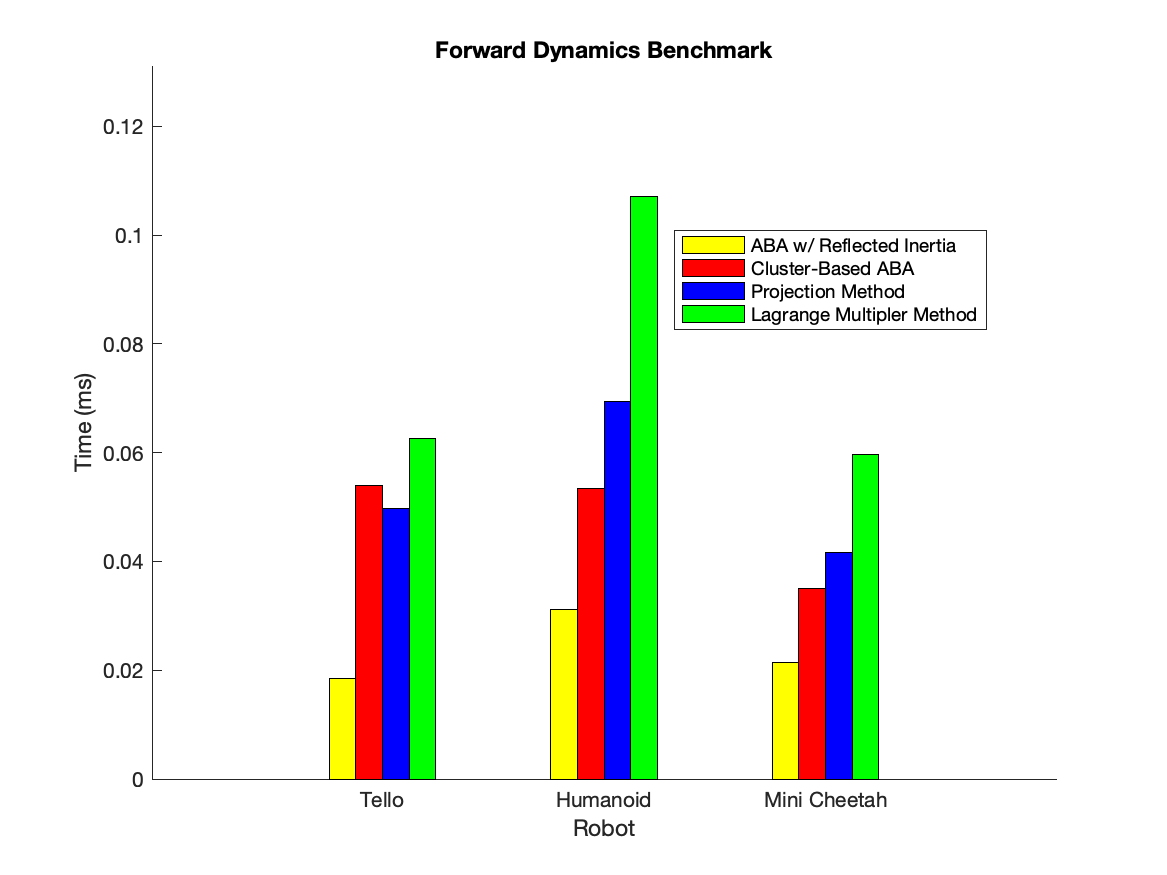 Forward Dynamics Benchmark
0.12
0.1
0.08
0.06
0.04
0.02
0
Time (ms)
ABA w/ Reflected Inertia
Cluster-Based ABA
Projection Method
Lagrange Multipler Method
Tello
Humanoid
Mini Cheetah
Robot